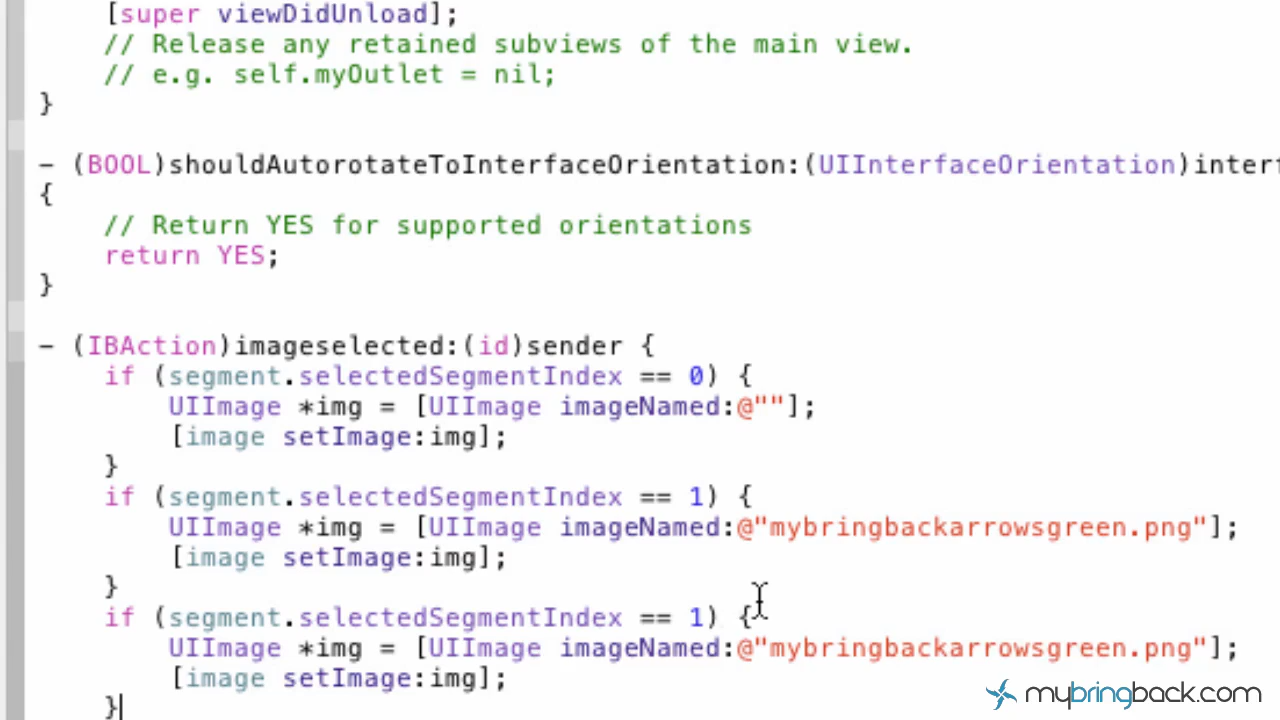 [super viewDidUnload];
// Release any retained subviews of the main view.
// e.g. self.myOutlet = nil;
}
- (BOOL)shouldAutorotateToInterfaceOrientation:(UIInterfaceOrientation)interf
{
// Return YES for supported orientations
return YES;
}
- (IBAction)imageselected:(id)sender {
if (segment.selectedSegmentIndex == 0) {
UIImage *img = [UIImage imageNamed:@""];
[image setImage:img];
}
if (segment.selectedSegmentIndex == 1) {
UIImage *img = [UIImage imageNamed:@"mybringbackarrowsgreen.png"];
[image setImage:img];
}
if (segment.selectedSegmentIndex == 1) {
UIImage *img = [UIImage imageNamed:@"mybringbackarrowsgreen.png"];
[image setImage:img];
}
mybringback.com